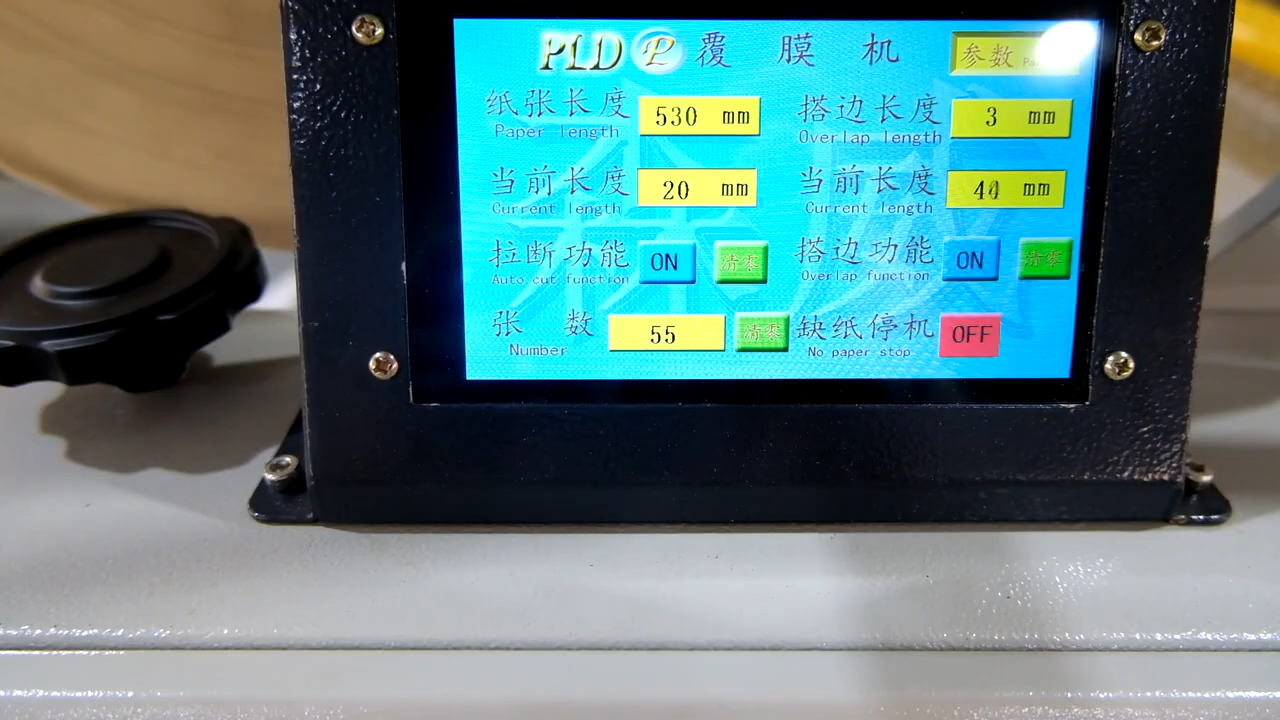 PLD P 覆膜机 参数
纸张长度 530 mm 搭边长度 3 mm
Paper length Overlap length
当前长度 20 mm 当前长度 mm
Current length Current length
拉断功能 ON 清零 搭边功能 ON 清零
Auto cut function Overlap function
张数 55 清零 缺纸停机 OFF
Number No paper stop